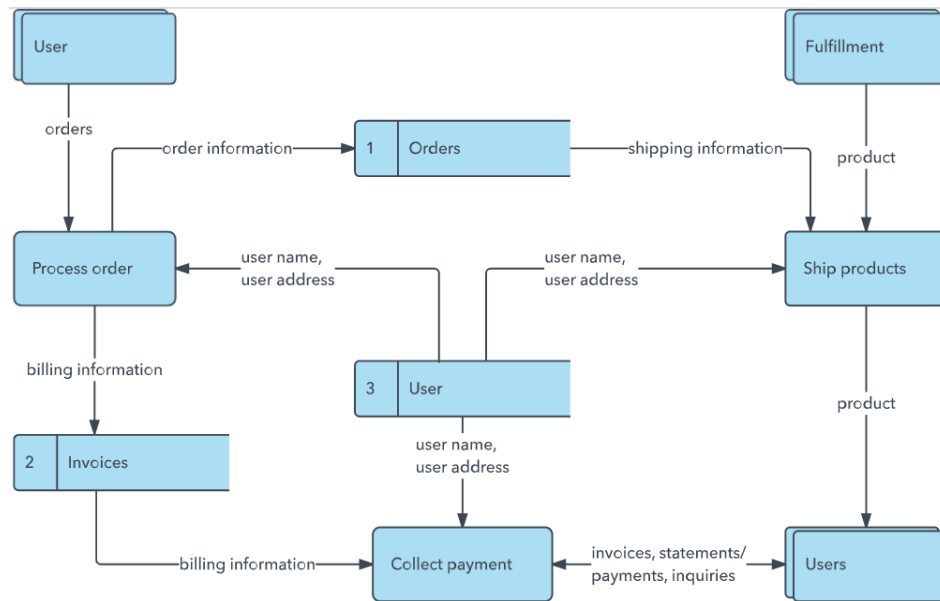 User
Fulfillment
orders
order information
1
Orders
shipping information
product
Process order
user name,
user address
user name,
user address
Ship products
billing information
3
User
product
2
Invoices
user name,
user address
billing information
Collect payment
invoices, statements/
payments, inquiries
Users